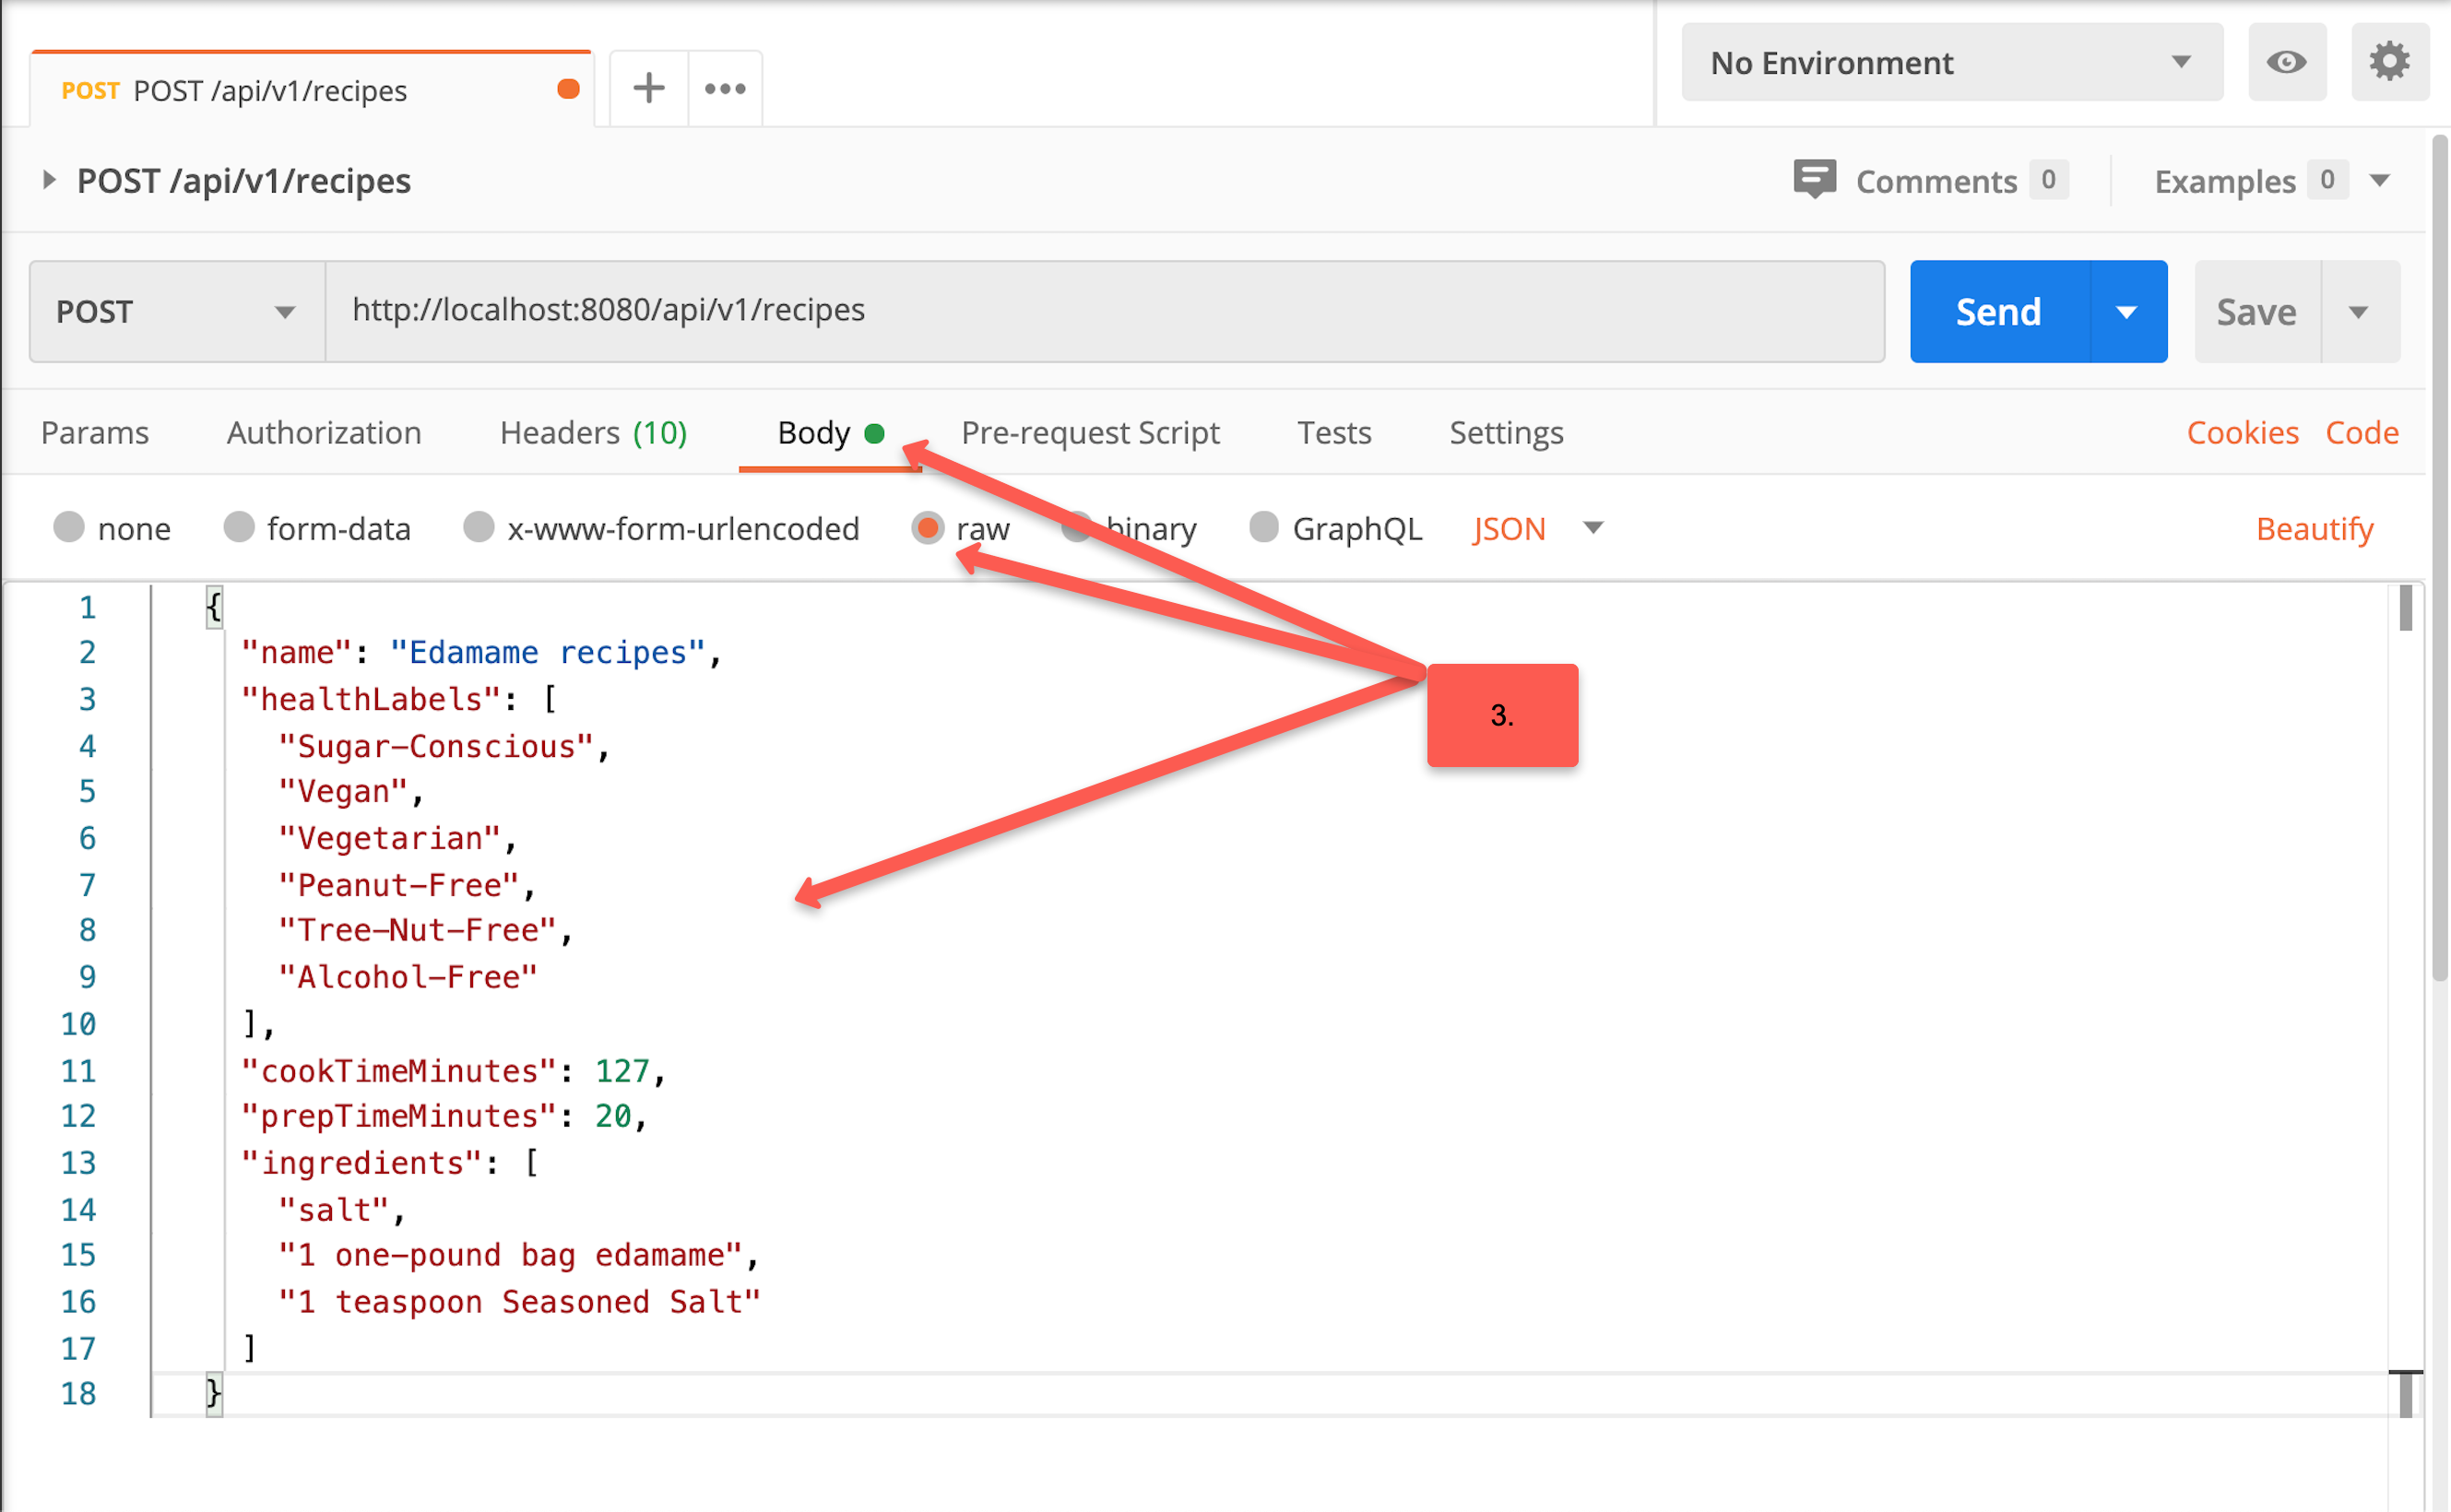 POST POST /api/v1/recipes
No Environment
POST /api/v1/recipes
Comments 0
Examples 0
POST
http://localhost:8080/api/v1/recipes
Send
Save
Params Authorization Headers (10) Body Pre-request Script Tests Settings Cookies Code
none form-data x-www-form-urlencoded raw binary GraphQL JSON Beautify
1 {
2 "name": "Edamame recipes",
3 "healthLabels": [
3.
4 "Sugar-Conscious",
5 "Vegan",
6 "Vegetarian",
7 "Peanut-Free",
8 "Tree-Nut-Free",
9 "Alcohol-Free"
10 ],
11 "cookTimeMinutes": 127,
12 "prepTimeMinutes": 20,
13 "ingredients": [
14 "salt",
15 "1 one-pound bag edamame",
16 "1 teaspoon Seasoned Salt"
17 ]
18 }